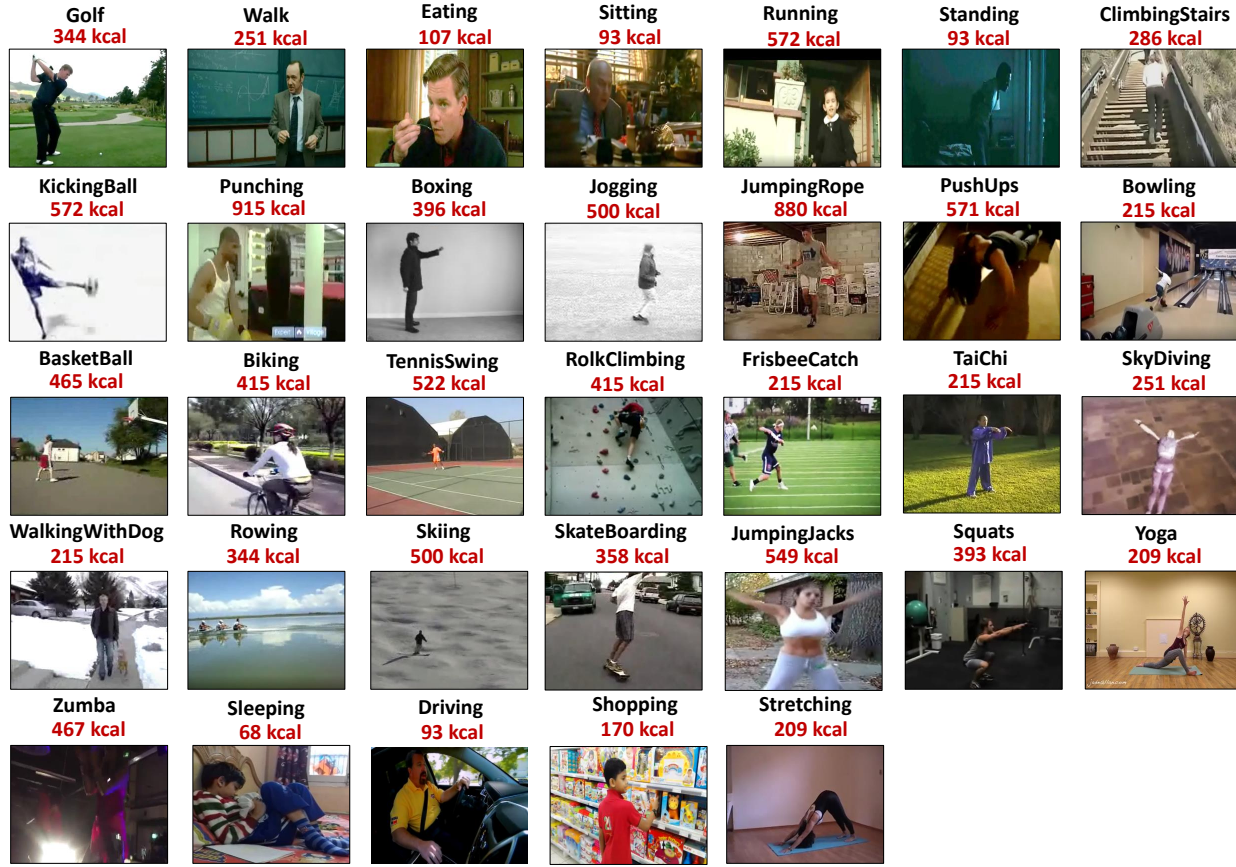 Golf
344 kcal
Walk
251 kcal
Eating
107 kcal
Sitting
93 kcal
Running
572 kcal
Standing
93 kcal
ClimbingStairs
286 kcal
KickingBall
572 kcal
Punching
915 kcal
Boxing
396 kcal
Jogging
500 kcal
JumpingRope
880 kcal
PushUps
571 kcal
Bowling
215 kcal
BasketBall
465 kcal
Biking
415 kcal
TennisSwing
522 kcal
RolkClimbing
415 kcal
FrisbeeCatch
215 kcal
TaiChi
215 kcal
SkyDiving
251 kcal
WalkingWithDog
215 kcal
Rowing
344 kcal
Skiing
500 kcal
SkateBoarding
358 kcal
JumpingJacks
549 kcal
Squats
393 kcal
Yoga
209 kcal
Zumba
467 kcal
Sleeping
68 kcal
Driving
93 kcal
Shopping
170 kcal
Stretching
209 kcal